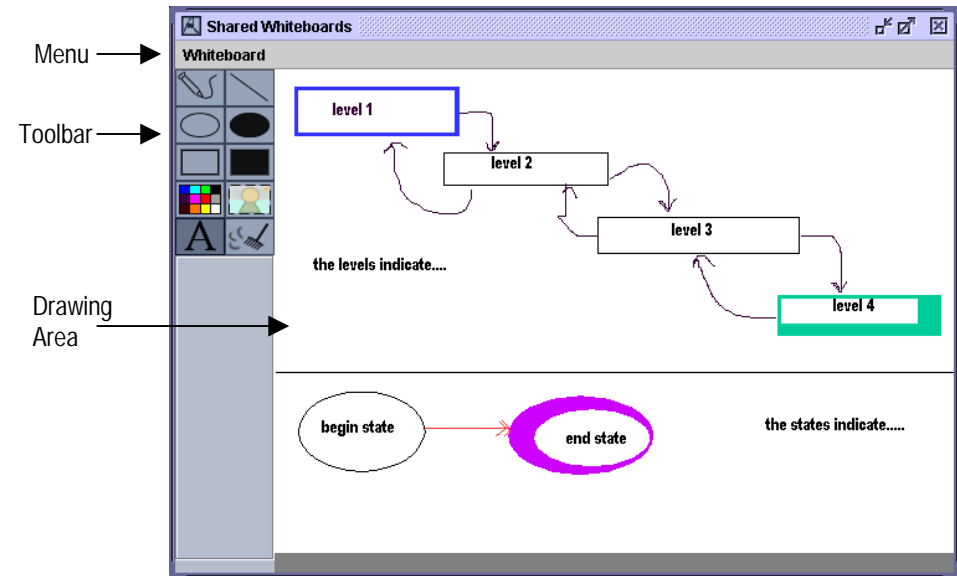 Shared Whiteboards
Menu
Whiteboard
Toolbar
level 1
level 2
level 3
A
the levels indicate....
Drawing
Area
level 4
begin state
end state
the states indicate.....